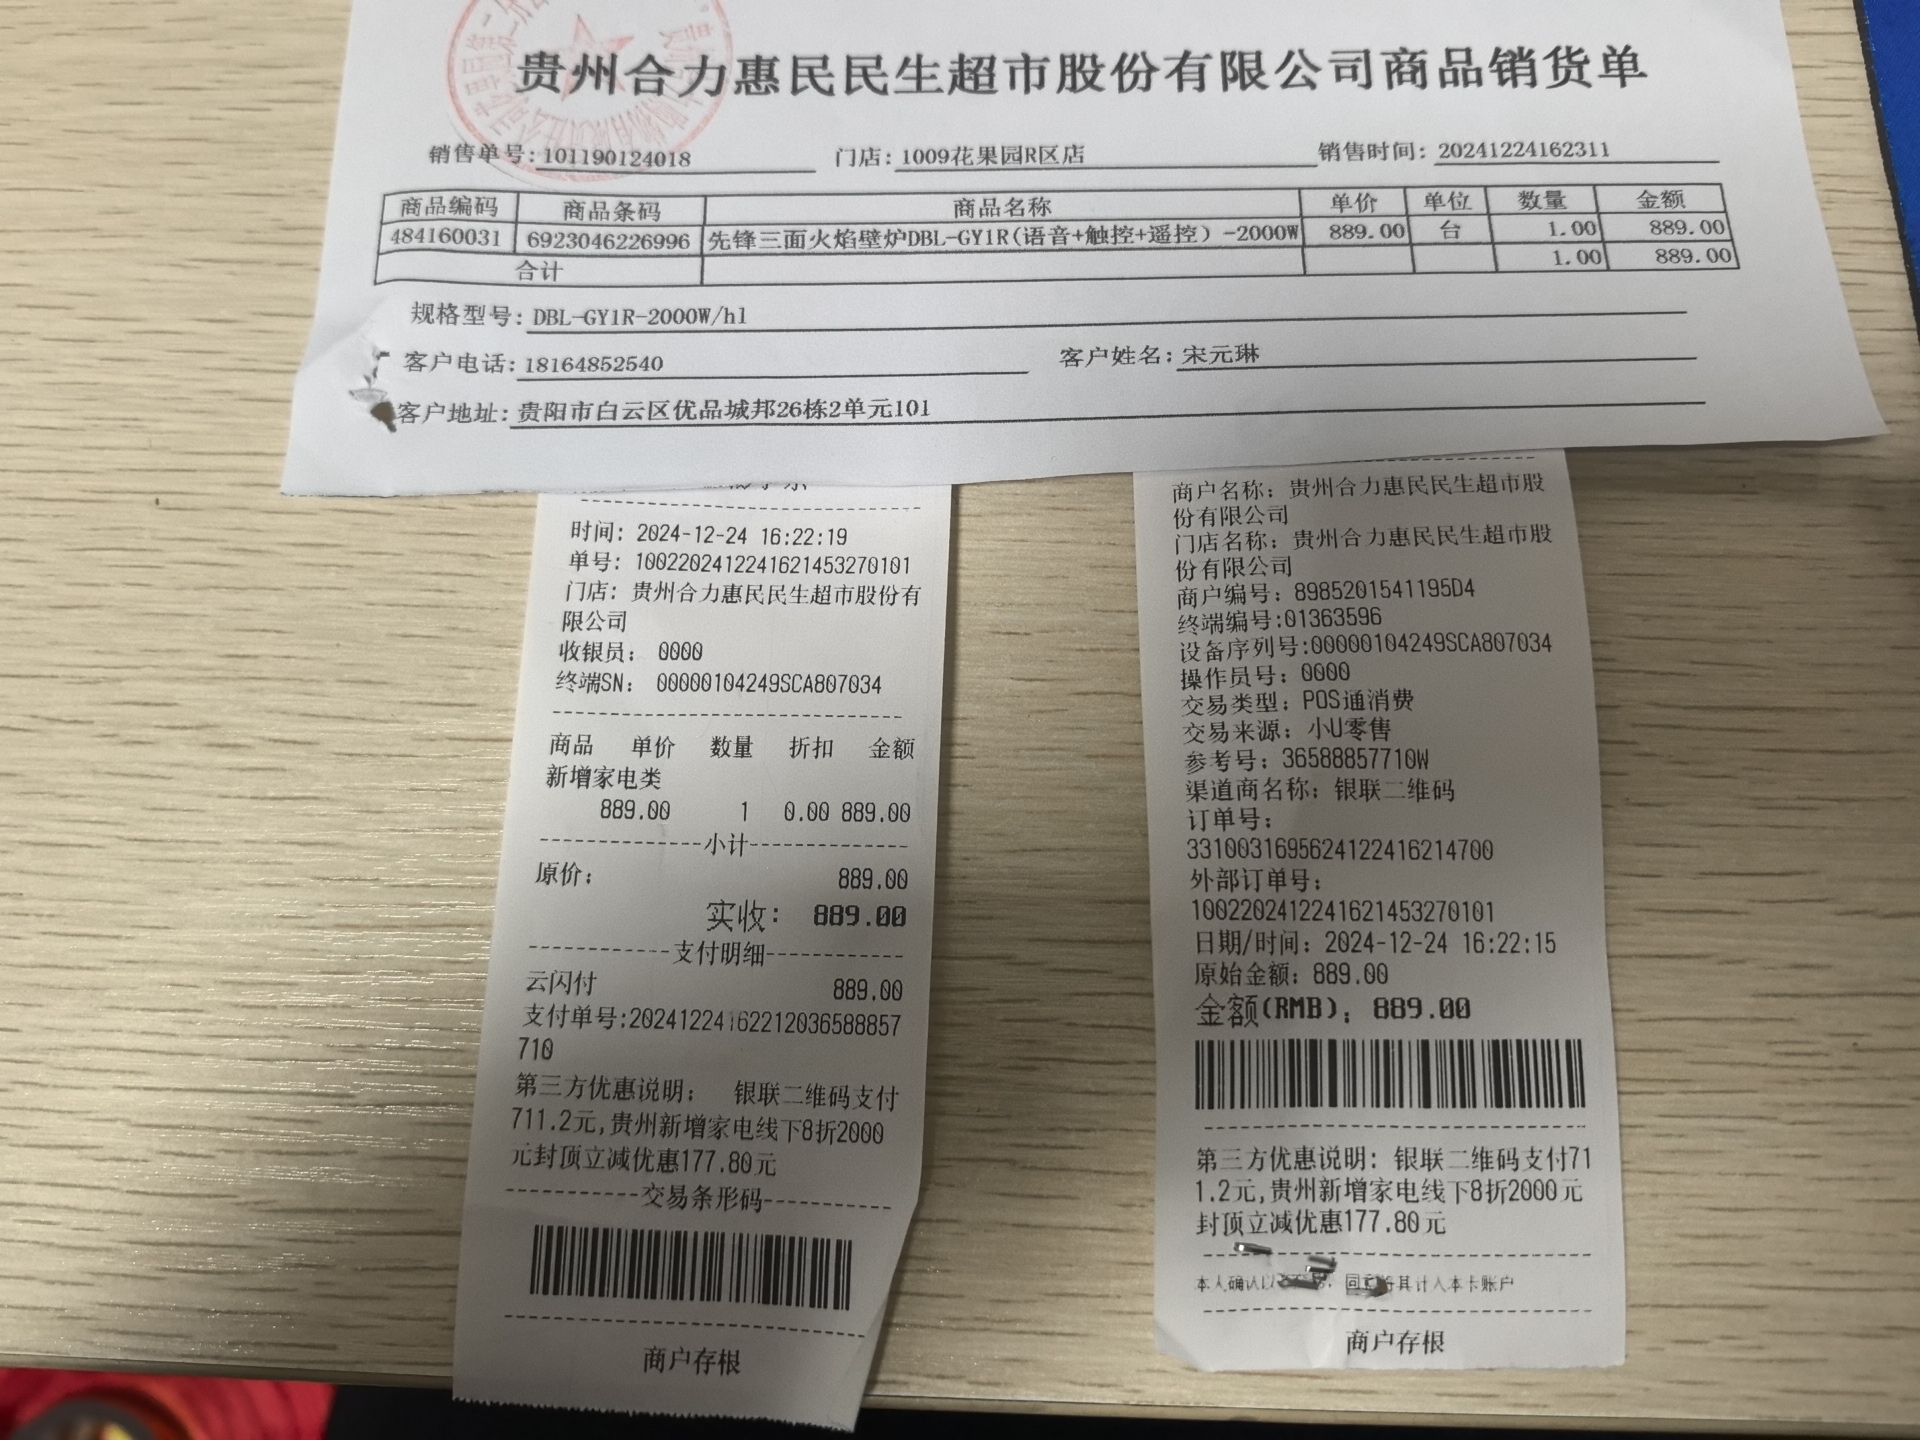 贵州合力惠民民生超市股份有限公司商品销货单
销售单号: 101190124018 门店: 1009花果园R区店 销售时间: 20241224162311
商品编码 商品条码 商品名称 单价 单位 数量 金额
484160031 6923046226996 先锋三面火焰壁炉DBL-GY1R(语音+触控+遥控）-2000W 889.00 台 1.00 889.00
合计 1.00 889.00
规格型号: DBL-GY1R-2000W/h1
客户电话: 18164852540 客户姓名: 宋元琳
客户地址: 贵阳市白云区优品城邦26栋2单元101
时间: 2024-12-24 16:22:19
单号: 10022024122416214532701​01
门店: 贵州合力惠民民生超市股份有
限公司
收银员: 0000
终端SN: 00000104249SCA807034
商品 单价 数量 折扣 金额
新增家电类
889.00 1 0.00 889.00
小计
原价: 889.00
实收: 889.00
支付明细
云闪付 889.00
支付单号:20241224162212036588857
710
第三方优惠说明: 银联二维码支付
711.2元,贵州新增家电线下8折2000
元封顶立减优惠177.80元
交易条形码
商户存根
商户名称: 贵州合力惠民民生超市股
份有限公司
门店名称: 贵州合力惠民民生超市股
份有限公司
商户编号: 8985201541195D4
终端编号:01363596
设备序列号:00000104249SCA807034
操作员号: 0000
交易类型: POS通消费
交易来源: 小U零售
参考号: 36588857710W
渠道商名称: 银联二维码
订单号:
33100316956241224162​14700
外部订单号:
1002202412241621453270101
日期/时间: 2024-12-24 16:22:15
原始金额: 889.00
金额(RMB): 889.00
第三方优惠说明: 银联二维码支付71
1.2元,贵州新增家电线下8折2000元
封顶立减优惠177.80元
本人确认以 同意将其计入本卡账户
商户存根